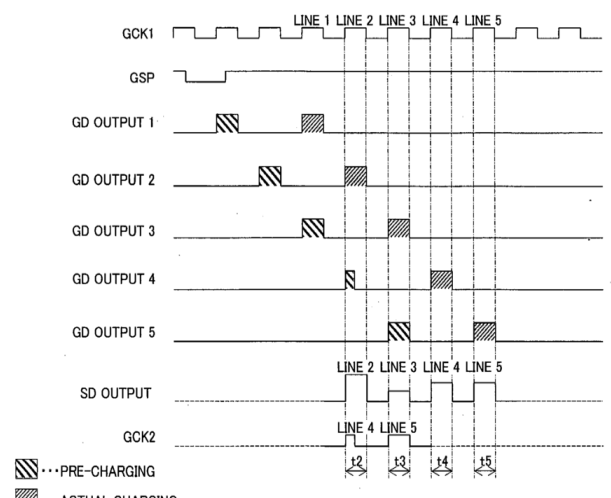 LINE 1 LINE 2 LINE 3 LINE 4 LINE 5
GCK1
GSP
GD OUTPUT 1
GD OUTPUT 2
GD OUTPUT 3
GD OUTPUT 4
GD OUTPUT 5
LINE 2 LINE 3 LINE 4 LINE 5
SD OUTPUT
LINE 4 LINE 5
GCK2
t2 t3 t4 t5
···PRE-CHARGING
ACTUAL CHARGING